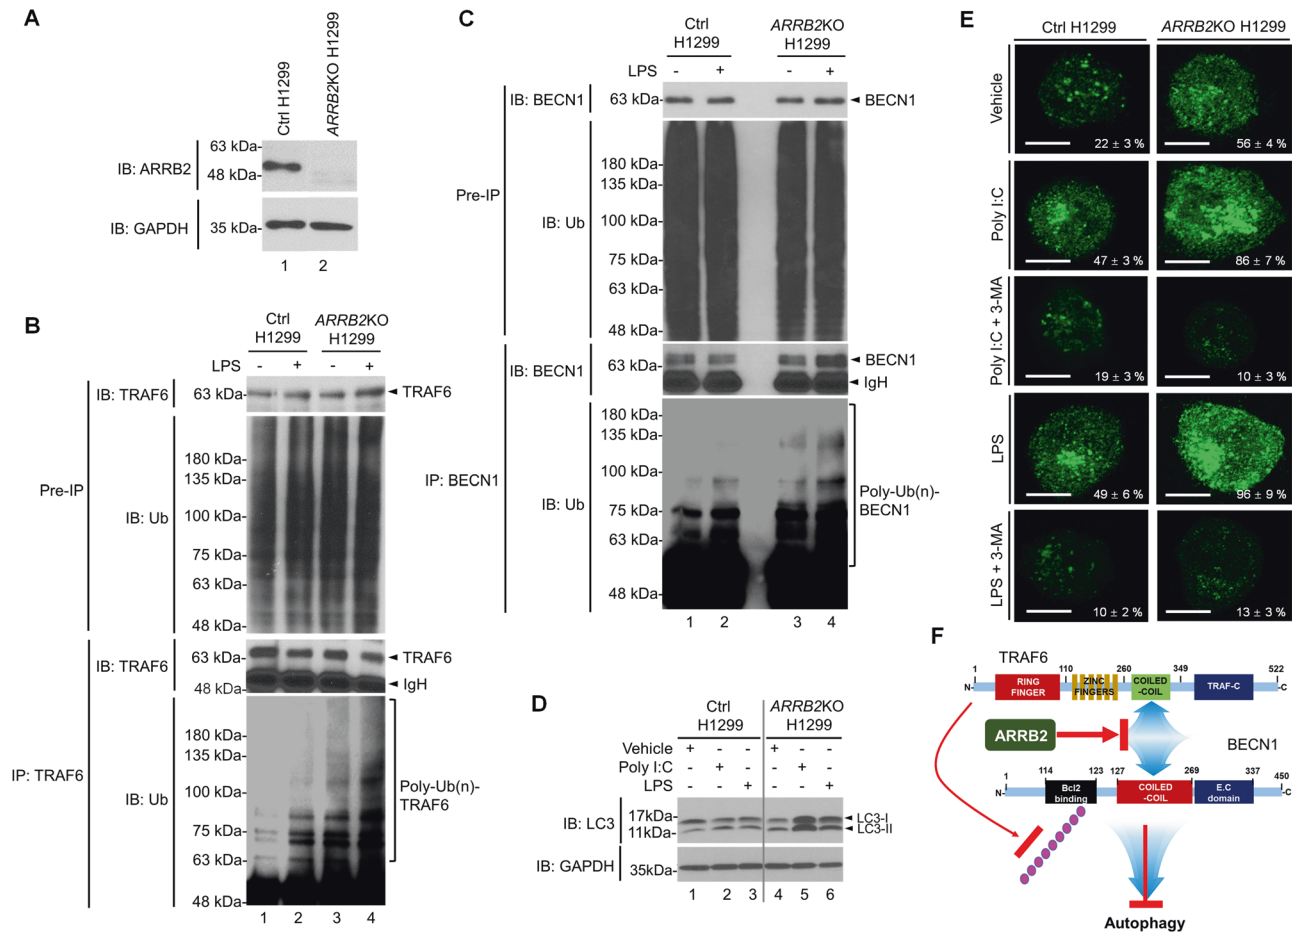 A
Ctrl H1299
ARRB2KO H1299
63 kDa-
IB: ARRB2
48 kDa-
IB: GAPDH
35 kDa-
1 2
B
Ctrl H1299
ARRB2KO H1299
LPS - + - +
Pre-IP
IB: TRAF6
63 kDa-
TRAF6
IB: Ub
180 kDa-
135 kDa-
100 kDa-
75 kDa-
63 kDa-
48 kDa-
IP: TRAF6
IB: TRAF6
63 kDa-
TRAF6
48 kDa-
IgH
IB: Ub
180 kDa-
135 kDa-
100 kDa-
75 kDa-
63 kDa-
48 kDa-
Poly-Ub(n)-
TRAF6
1 2 3 4
C
Ctrl H1299
ARRB2KO H1299
LPS - + - +
Pre-IP
IB: BECN1
63 kDa-
BECN1
IB: Ub
180 kDa-
135 kDa-
100 kDa-
75 kDa-
63 kDa-
48 kDa-
IP: BECN1
IB: BECN1
63 kDa-
BECN1
IgH
IB: Ub
180 kDa-
135 kDa-
100 kDa-
75 kDa-
63 kDa-
48 kDa-
Poly-Ub(n)-
BECN1
1 2 3 4
D
Ctrl H1299
ARRB2KO H1299
Vehicle + - - + - -
Poly I:C - + - - + -
LPS - - + - - +
IB: LC3
17kDa-
11kDa-
LC3-I
LC3-II
IB: GAPDH
35kDa-
1 2 3 4 5 6
E
Ctrl H1299
ARRB2KO H1299
Vehicle
22 ± 3 %
56 ± 4 %
Poly I:C
47 ± 3 %
86 ± 7 %
Poly I:C + 3-MA
19 ± 3 %
10 ± 3 %
LPS
49 ± 6 %
96 ± 9 %
LPS + 3-MA
10 ± 2 %
13 ± 3 %
F
TRAF6
1 110 260 349 522
N-
RING FINGER
ZINC FINGERS
COILED -COIL
TRAF-C
-C
ARRB2
BECN1
1 114 123 127 269 337 450
N-
Bcl2 binding
COILED -COIL
E.C domain
-C
Autophagy